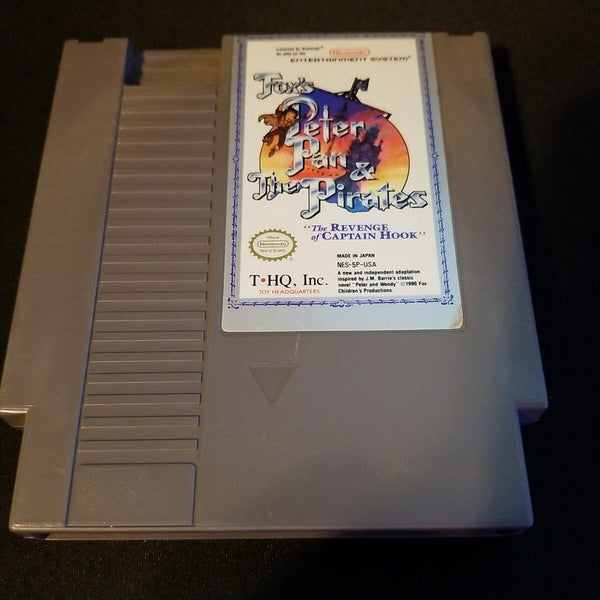 Licensed by Nintendo™
for play on the
Nintendo
ENTERTAINMENT SYSTEM®
Fox's
Peter
Pan &
The Pirates
"The REVENGE
of CAPTAIN HOOK"
Official
Nintendo
Seal of Quality
MADE IN JAPAN
NES-5P-USA
T•HQ, Inc.
TOY HEADQUARTERS
A new and independent adaptation
inspired by J.M. Barrie's classic
novel "Peter and Wendy" ©1990 Fox
Children's Productions.